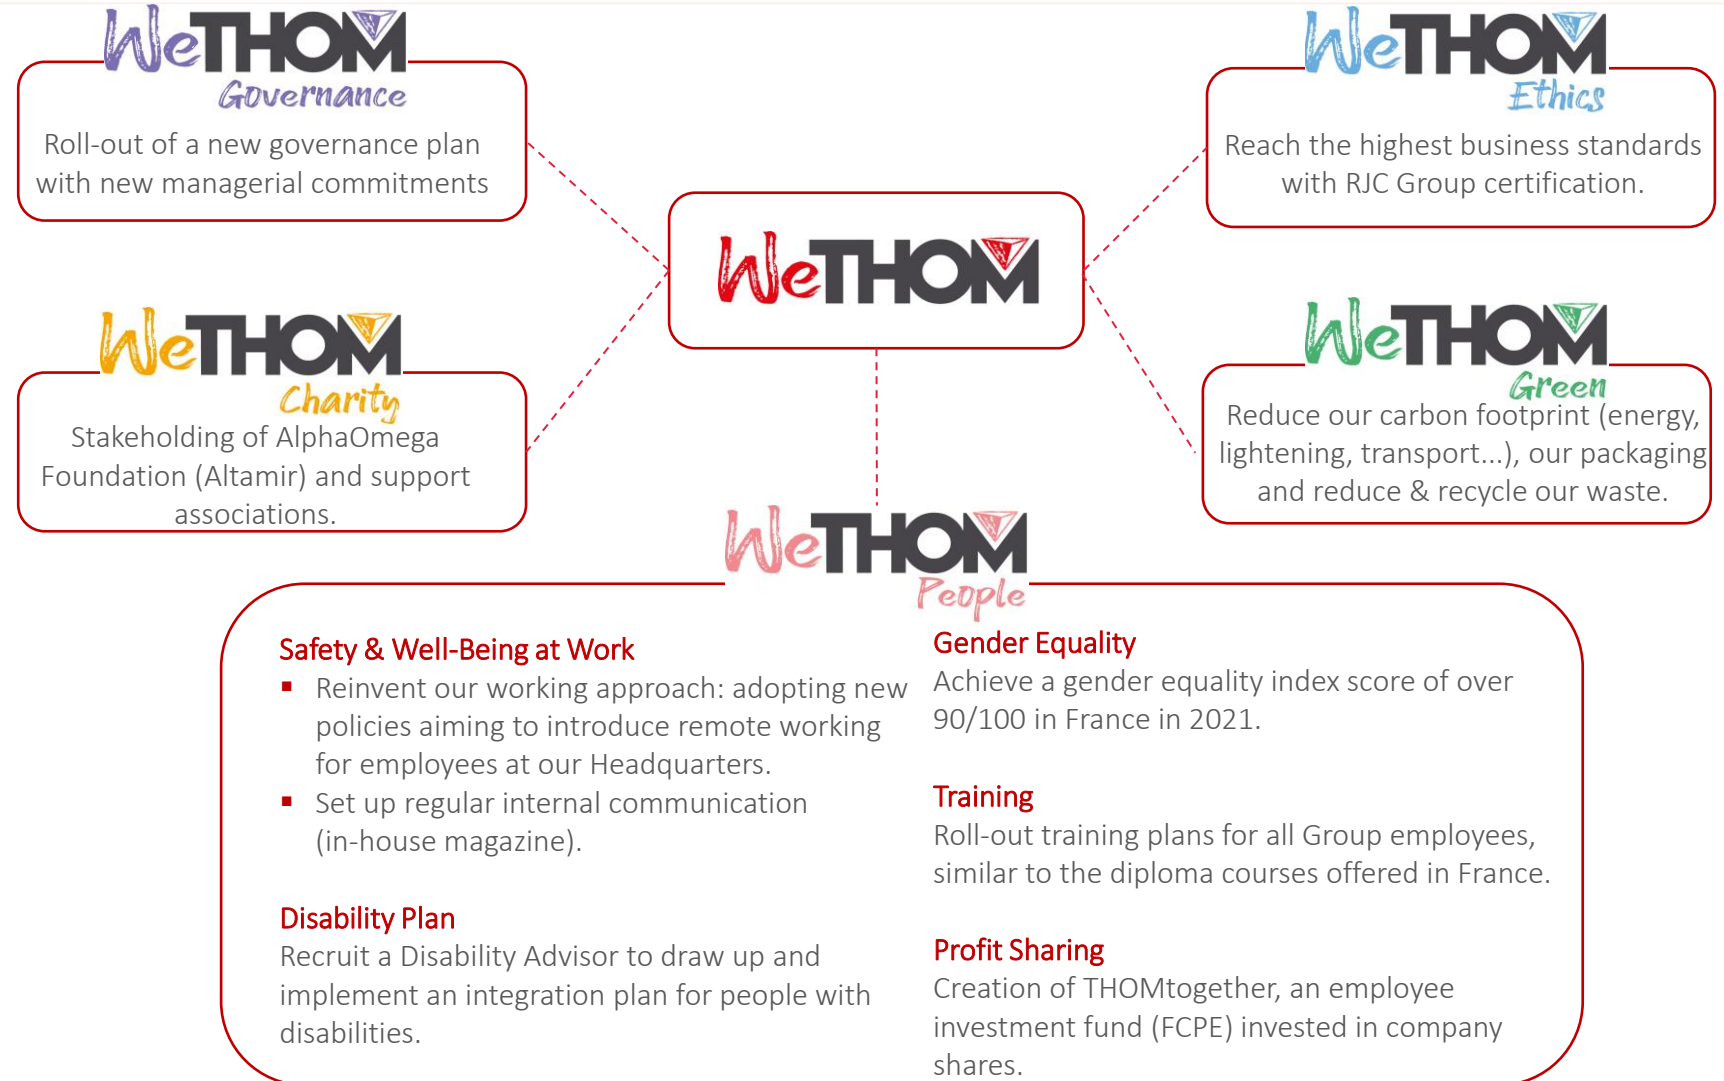 WeTHOM
Governance
Roll-out of a new governance plan
with new managerial commitments
WeTHOM
Ethics
Reach the highest business standards
with RJC Group certification.
WeTHOM
WeTHOM
Charity
Stakeholding of AlphaOmega
Foundation (Altamir) and support
associations.
WeTHOM
Green
Reduce our carbon footprint (energy,
lightening, transport...), our packaging
and reduce & recycle our waste.
WeTHOM
People
Safety & Well-Being at Work
▪ Reinvent our working approach: adopting new
policies aiming to introduce remote working
for employees at our Headquarters.
▪ Set up regular internal communication
(in-house magazine).
Disability Plan
Recruit a Disability Advisor to draw up and
implement an integration plan for people with
disabilities.
Gender Equality
Achieve a gender equality index score of over
90/100 in France in 2021.
Training
Roll-out training plans for all Group employees,
similar to the diploma courses offered in France.
Profit Sharing
Creation of THOMtogether, an employee
investment fund (FCPE) invested in company
shares.